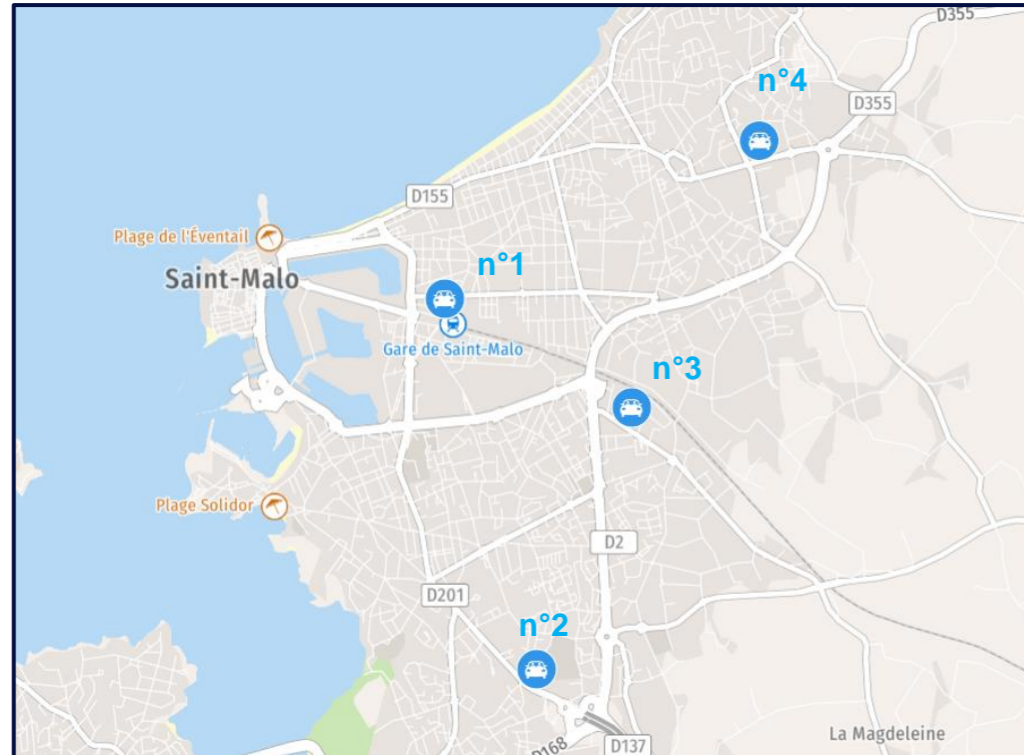 D355
n°4
D355
D155
Plage de l'Éventail
Saint-Malo
n°1
Gare de Saint-Malo
n°3
Plage Solidor
D2
D201
n°2
La Magdeleine
D168
D137